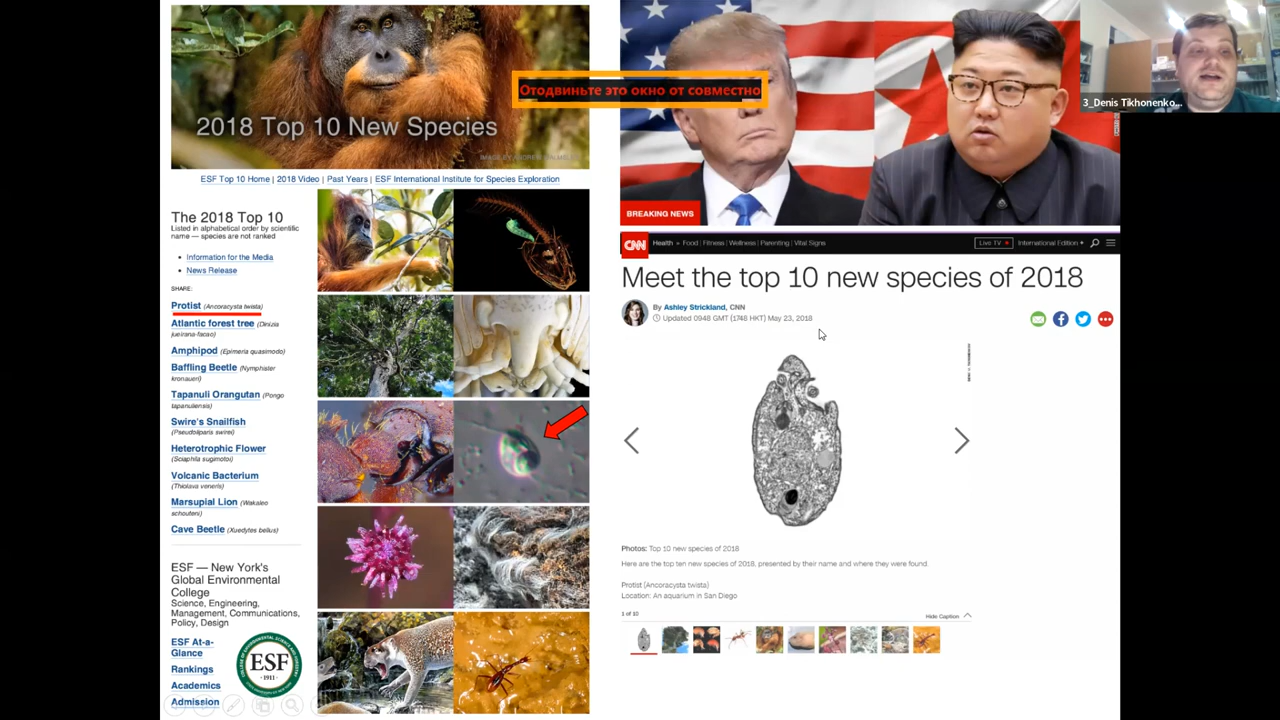 2018 Top 10 New Species
ESF Top 10 Home | 2018 Video | Past Years | ESF International Institute for Species Exploration
The 2018 Top 10
Listed in alphabetical order by scientific
name — species are not ranked
• Information for the Media
• News Release
SHARE:
Protist (Ancoracysta twista)
Atlantic forest tree (Dinizia
jueirana-facao)
Amphipod (Epimeria quasimodo)
Baffling Beetle (Nymphister
kronaueri)
Tapanuli Orangutan (Pongo
tapanuliensis)
Swire's Snailfish
(Pseudoliparis swirei)
Heterotrophic Flower
(Sciaphila sugimotoi)
Volcanic Bacterium
(Thiolava veneris)
Marsupial Lion (Wakaleo
schouteni)
Cave Beetle (Xuedytes bellus)
ESF — New York's
Global Environmental
College
Science, Engineering,
Management, Communications,
Policy, Design
ESF At-a-
Glance
Rankings
Academics
Admission
ESF
·1911·
Отодвиньте это окно от совместно
3_Denis Tikhonenko...
BREAKING NEWS
CNN
Health » Food | Fitness | Wellness | Parenting | Vital Signs
Live TV
International Edition
Meet the top 10 new species of 2018
By Ashley Strickland, CNN
Updated 0948 GMT (1748 HKT) May 23, 2018
Photos: Top 10 new species of 2018
Here are the top ten new species of 2018, presented by their name and where they were found.
Protist (Ancoracysta twista)
Location: An aquarium in San Diego
1 of 10
Hide Caption